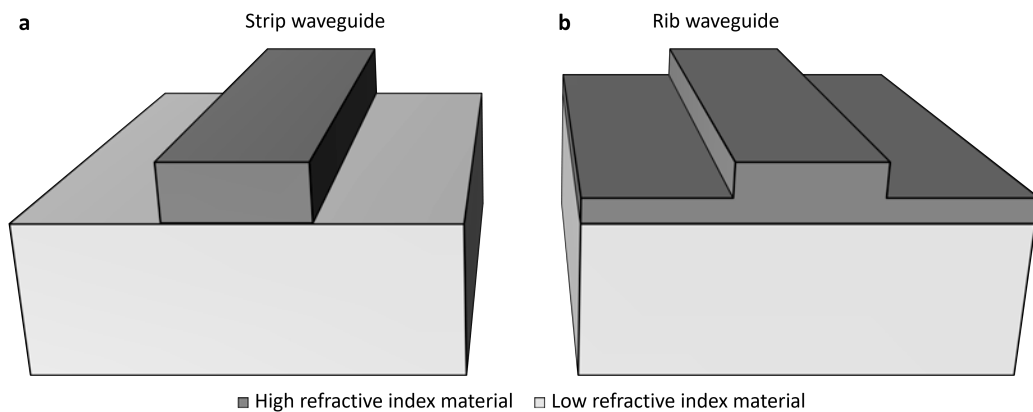 a Strip waveguide
b Rib waveguide
High refractive index material
Low refractive index material